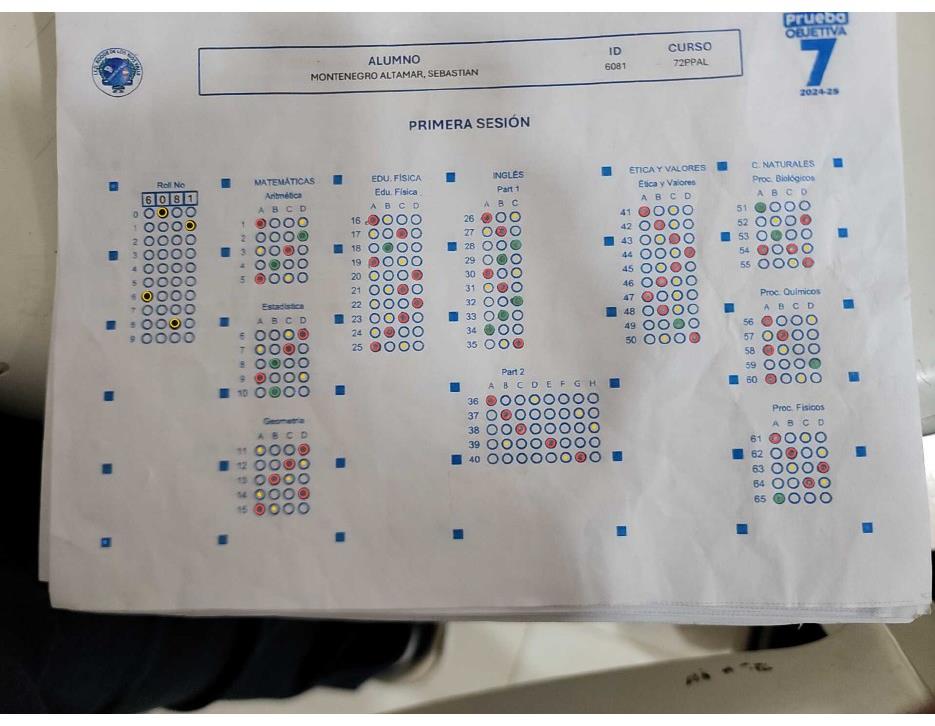 Prueba
OBJETIVA
7
2024-25
ALUMNO
MONTENEGRO ALTAMAR, SEBASTIAN
ID
6081
CURSO
72PPAL
PRIMERA SESIÓN
Roll No
6 0 8 1
0
1
2
3
4
5
6
7
8
9
MATEMÁTICAS
Aritmética
A B C D
1
2
3
4
5
Estadística
A B C D
6
7
8
9
10
Geometría
A B C D
11
12
13
14
15
EDU. FÍSICA
Edu. Física
A B C D
16
17
18
19
20
21
22
23
24
25
INGLÉS
Part 1
A B C
26
27
28
29
30
31
32
33
34
35
Part 2
A B C D E F G H
36
37
38
39
40
ÉTICA Y VALORES
Ética y Valores
A B C D
41
42
43
44
45
46
47
48
49
50
C. NATURALES
Proc. Biológicos
A B C D
51
52
53
54
55
Proc. Químicos
A B C D
56
57
58
59
60
Proc. Físicos
A B C D
61
62
63
64
65